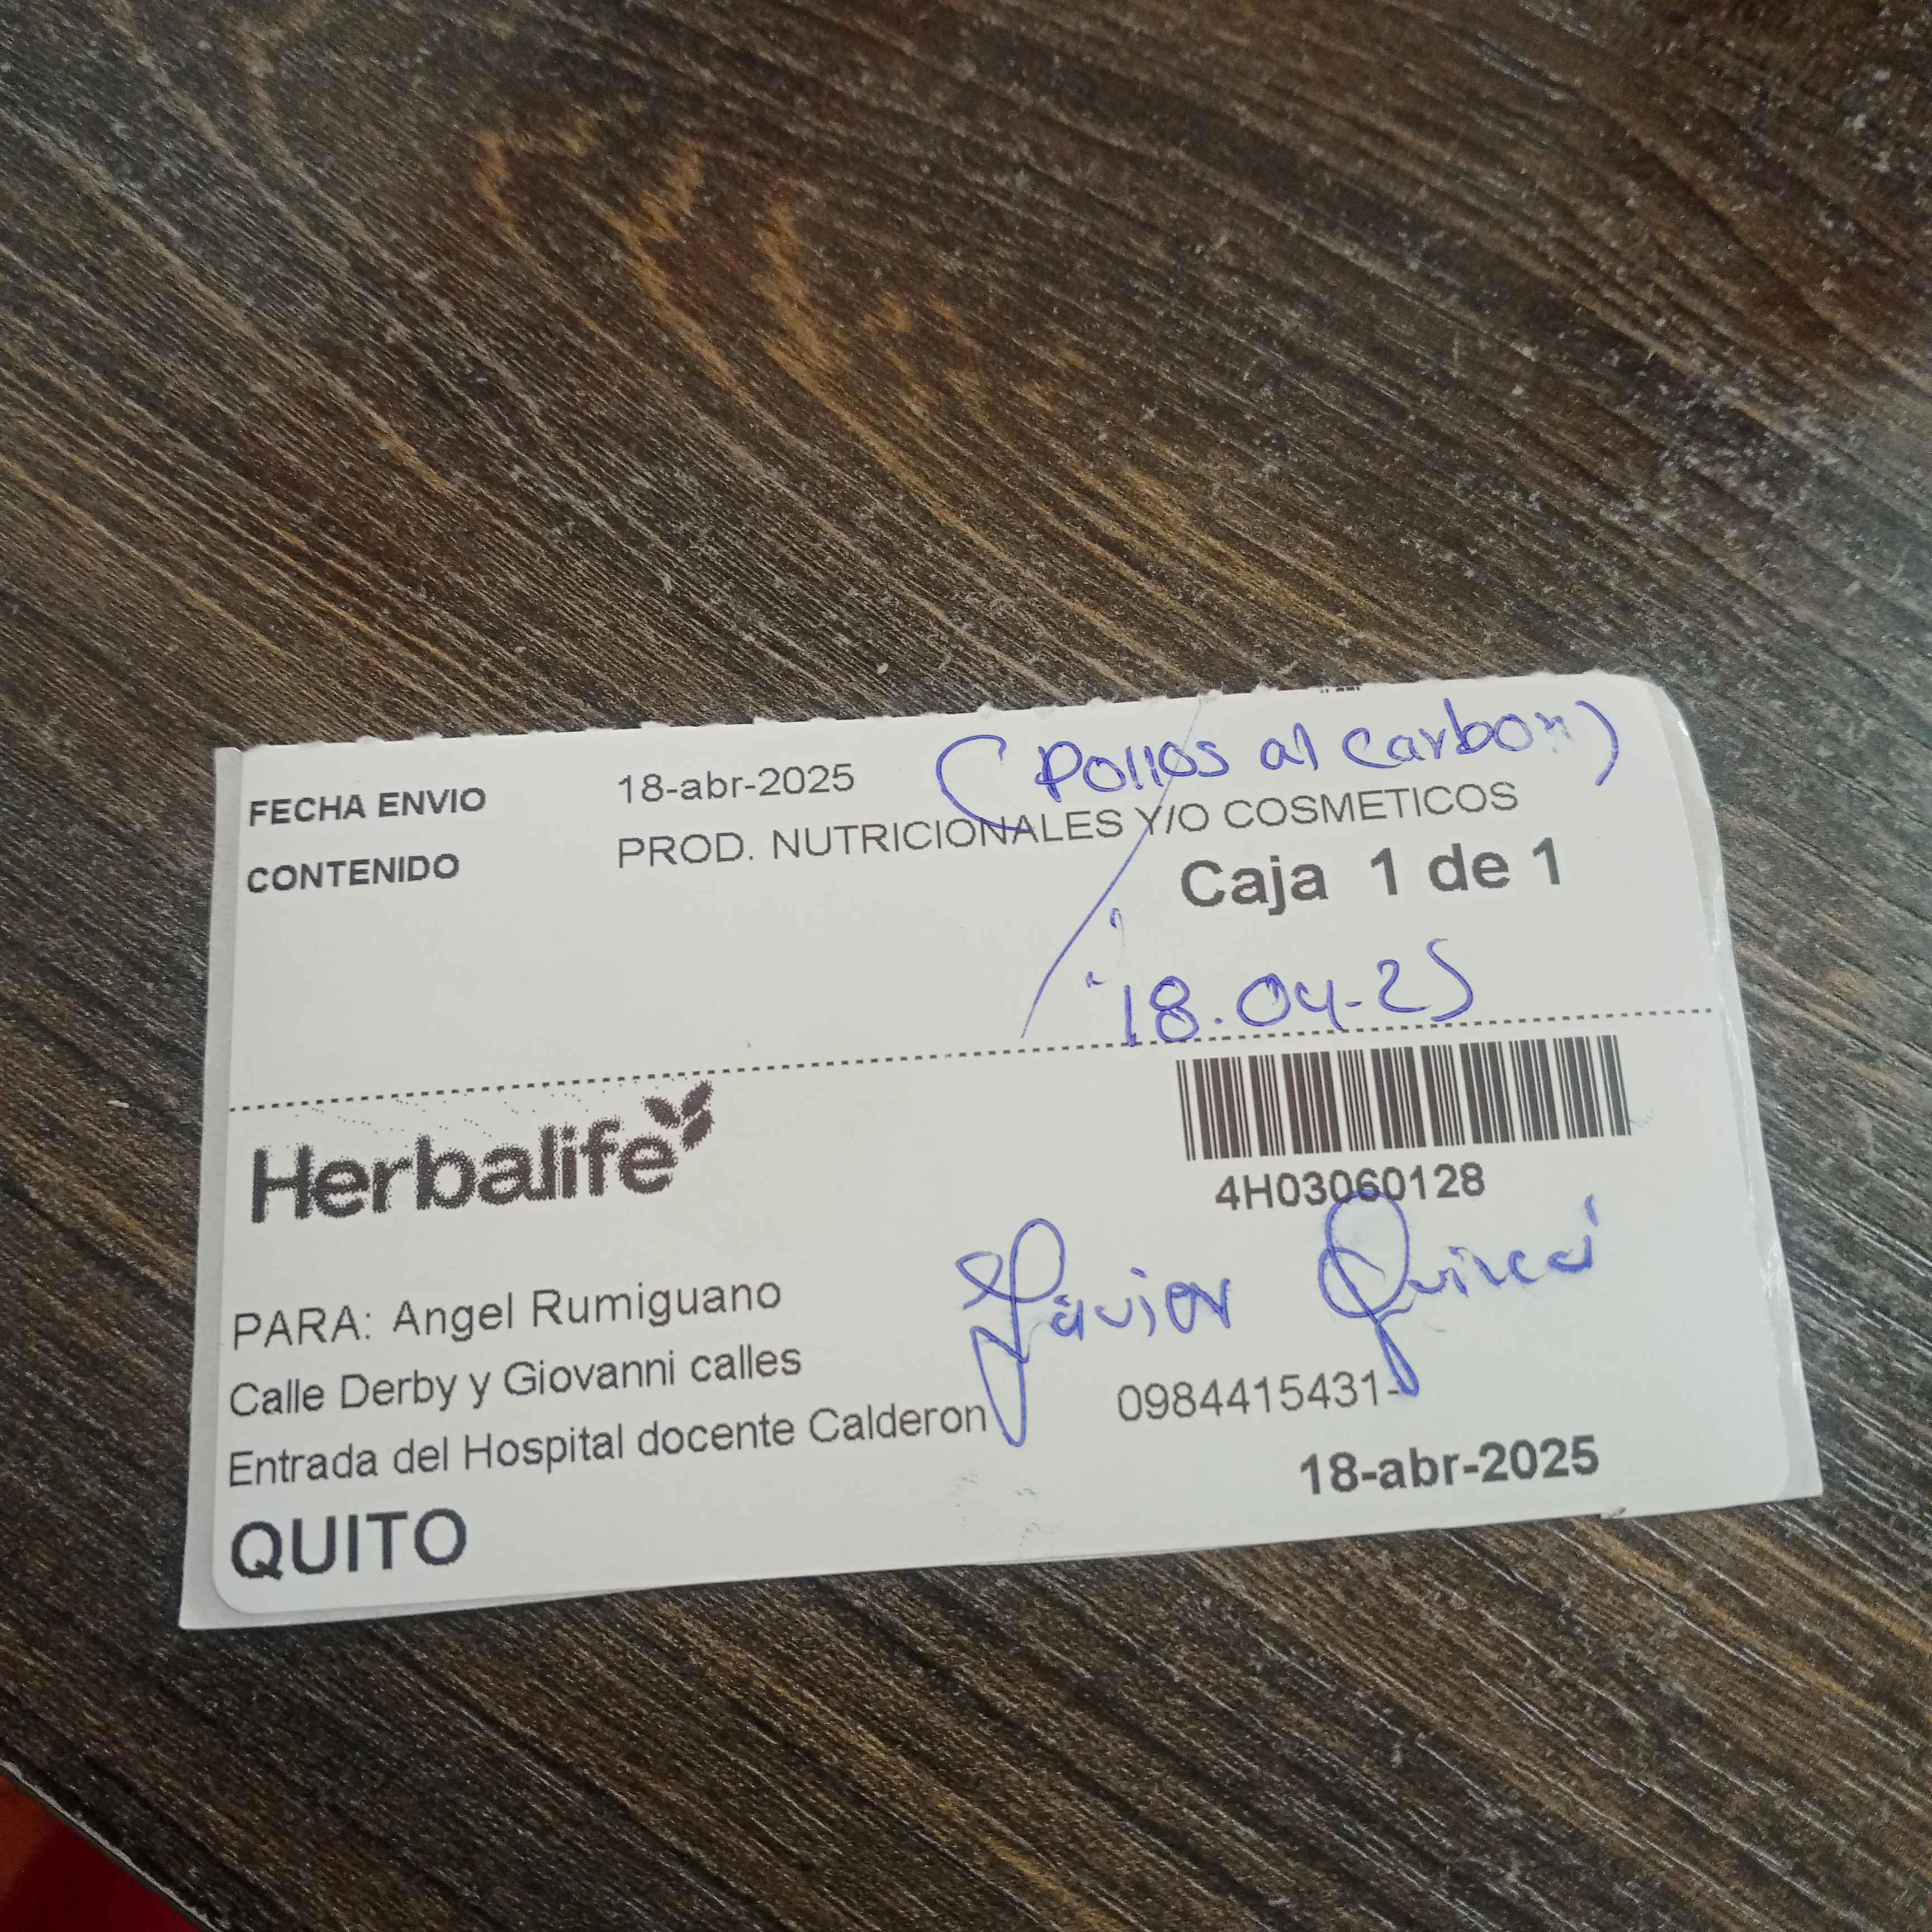 (Pollos al carbon)
FECHA ENVIO 18-abr-2025
CONTENIDO PROD. NUTRICIONALES Y/O COSMETICOS
Caja 1 de 1
18.04-25
Herbalife
4H03060128
PARA: Angel Rumiguano
Javier
Calle Derby y Giovanni calles
0984415431-
Entrada del Hospital docente Calderon
18-abr-2025
QUITO